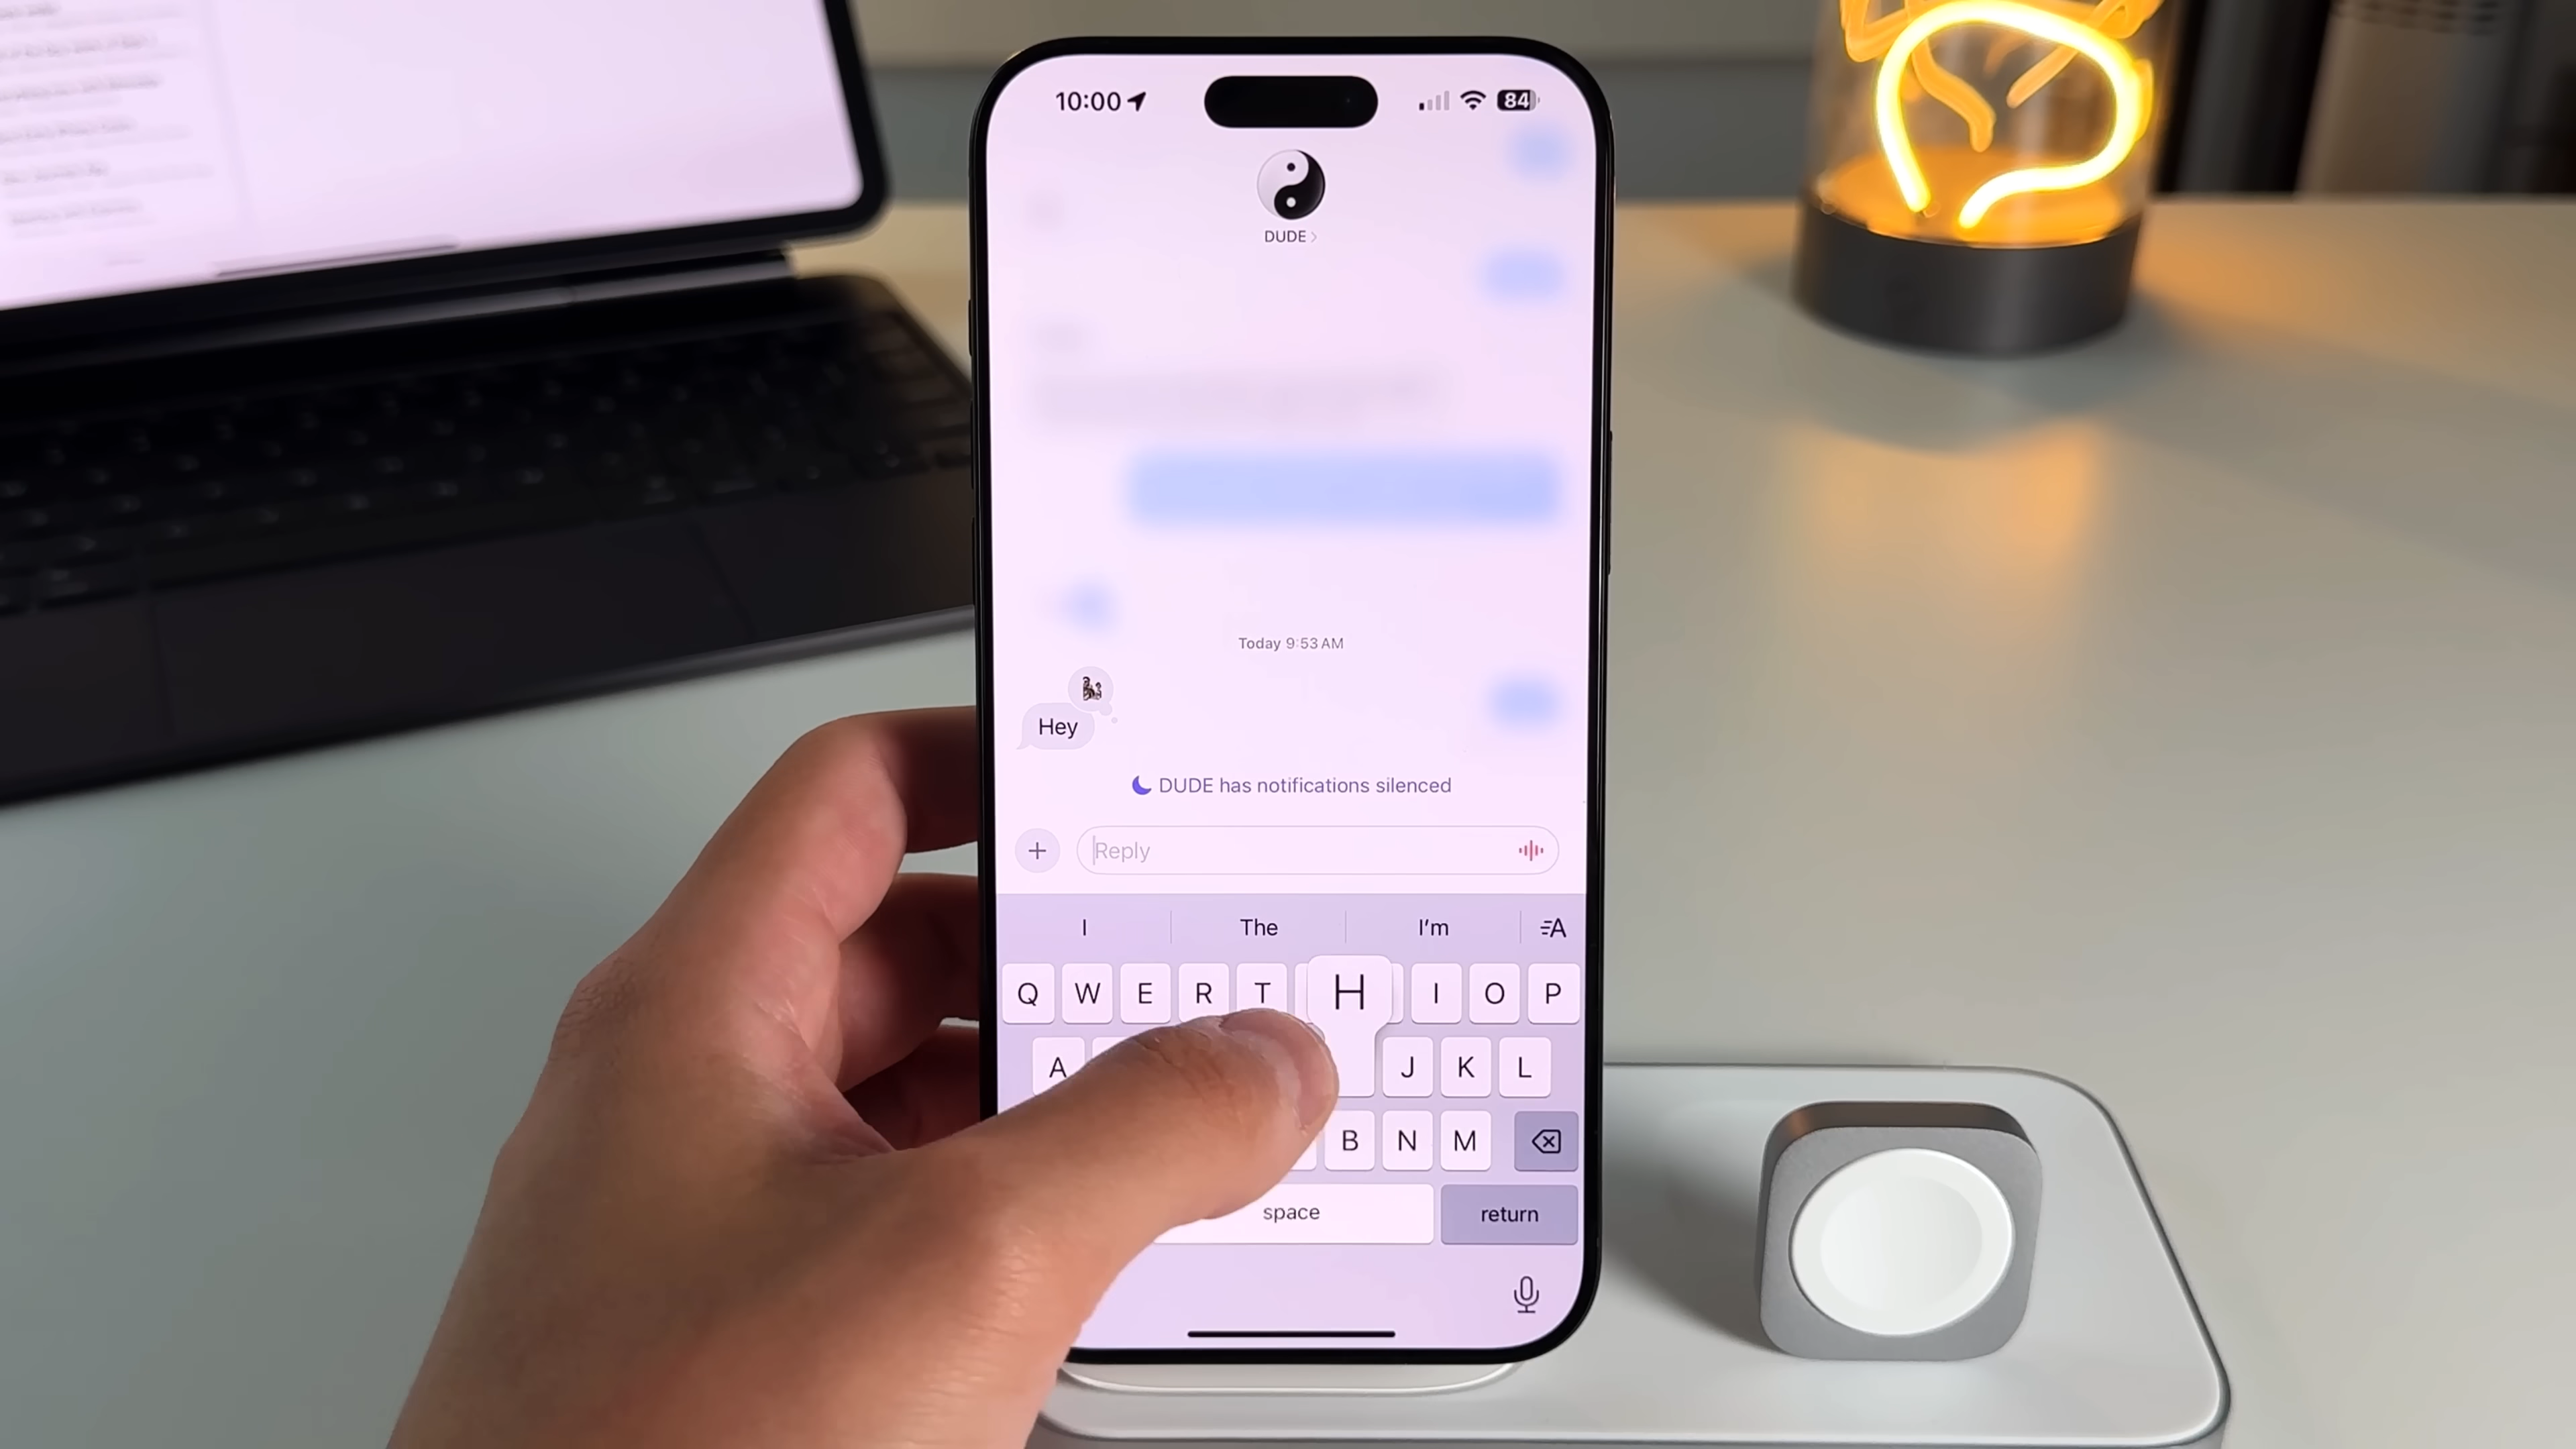 10:00
84
DUDE
Today 9:53 AM
Hey
DUDE has notifications silenced
Reply
I
The
I'm
A
Q W E R T H I O P
A J K L
B N M
space
return